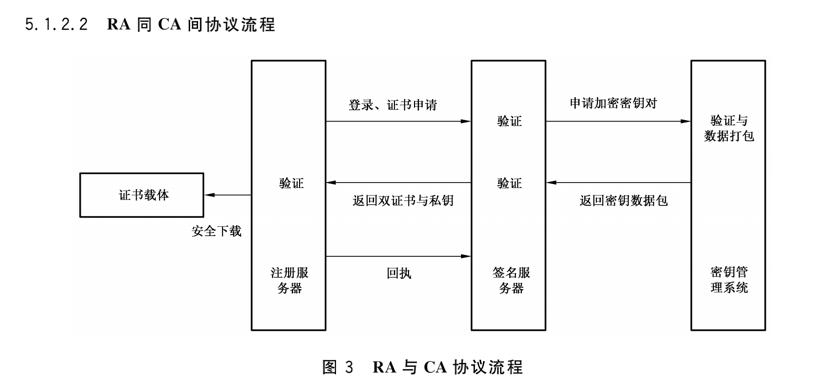 5.1.2.2 RA 同 CA 间协议流程
登录、证书申请
申请加密密钥对
验证
验证与
数据打包
证书载体
验证
验证
返回双证书与私钥
返回密钥数据包
安全下载
注册服
务器
回执
签名服
务器
密钥管
理系统
图 3 RA 与 CA 协议流程